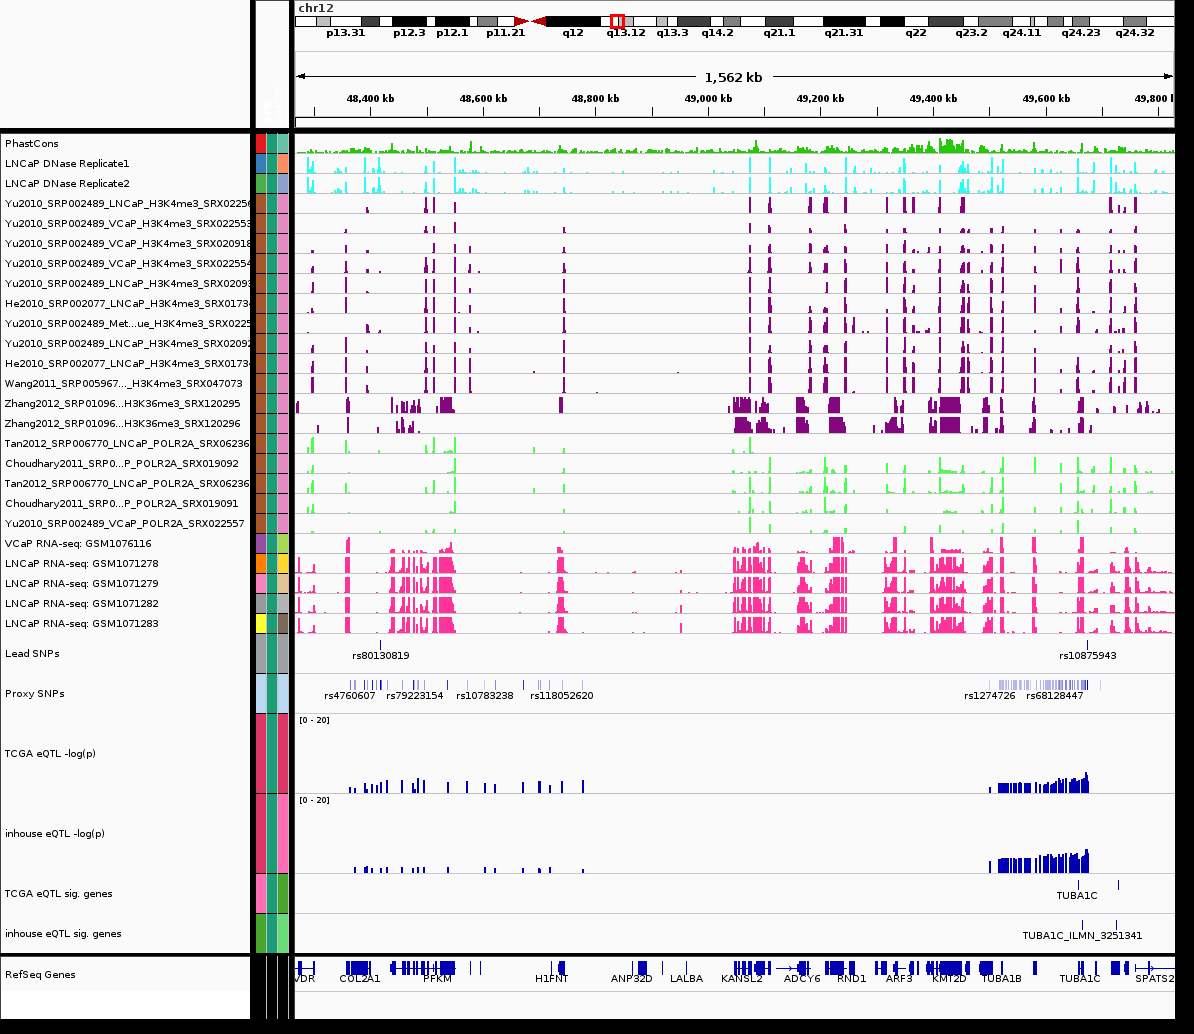 chr12
p13.31 p12.3 p12.1 p11.21 q12 q13.12 q13.3 q14.2 q21.1 q21.31 q22 q23.2 q24.11 q24.23 q24.32
1,562 kb
48,400 kb 48,600 kb 48,800 kb 49,000 kb 49,200 kb 49,400 kb 49,600 kb 49,800 l
PhastCons
LNCaP DNase Replicate1
LNCaP DNase Replicate2
Yu2010_SRP002489_LNCaP_H3K4me3_SRX02250
Yu2010_SRP002489_VCaP_H3K4me3_SRX022553
Yu2010_SRP002489_VCaP_H3K4me3_SRX020918
Yu2010_SRP002489_VCaP_H3K4me3_SRX022554
Yu2010_SRP002489_LNCaP_H3K4me3_SRX0209
He2010_SRP002077_LNCaP_H3K4me3_SRX0173
Yu2010_SRP002489_Met...ue_H3K4me3_SRX0225
Yu2010_SRP002489_LNCaP_H3K4me3_SRX0209
He2010_SRP002077_LNCaP_H3K4me3_SRX0173
Wang2011_SRP005967..._H3K4me3_SRX047073
Zhang2012_SRP01096...H3K36me3_SRX120295
Zhang2012_SRP01096...H3K36me3_SRX120296
Tan2012_SRP006770_LNCaP_POLR2A_SRX06236
Choudhary2011_SRP0...P_POLR2A_SRX019092
Tan2012_SRP006770_LNCaP_POLR2A_SRX06236
Choudhary2011_SRP0...P_POLR2A_SRX019091
Yu2010_SRP002489_VCaP_POLR2A_SRX022557
VCaP RNA-seq: GSM1076116
LNCaP RNA-seq: GSM1071278
LNCaP RNA-seq: GSM1071279
LNCaP RNA-seq: GSM1071282
LNCaP RNA-seq: GSM1071283
Lead SNPs
rs80130819 rs10875943
Proxy SNPs
rs4760607 rs79223154 rs10783238 rs118052620 rs1274726 rs68128447
[0 - 20]
TCGA eQTL -log(p)
[0 - 20]
inhouse eQTL -log(p)
TCGA eQTL sig. genes
TUBA1C
inhouse eQTL sig. genes
TUBA1C_ILMN_3251341
RefSeq Genes
VDR COL2A1 PFKM H1FNT ANP32D LALBA KANSL2 ADCY6 RND1 ARF3 KMT2D TUBA1B TUBA1C SPATS2